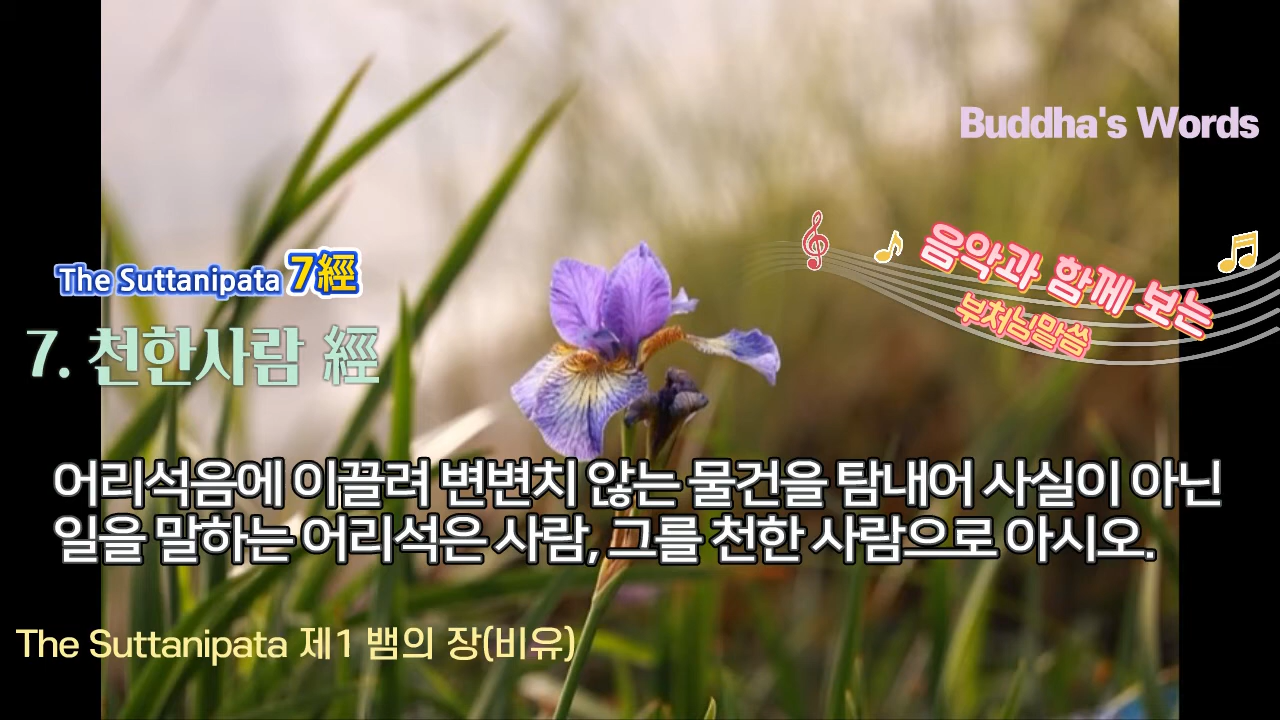 Buddha's Words
음악과 함께 보는
부처님말씀
The Suttanipata 7經
7. 천한사람 經
어리석음에 이끌려 변변치 않는 물건을 탐내어 사실이 아닌
일을 말하는 어리석은 사람, 그를 천한 사람으로 아시오.
The Suttanipata 제1 뱀의 장(비유)